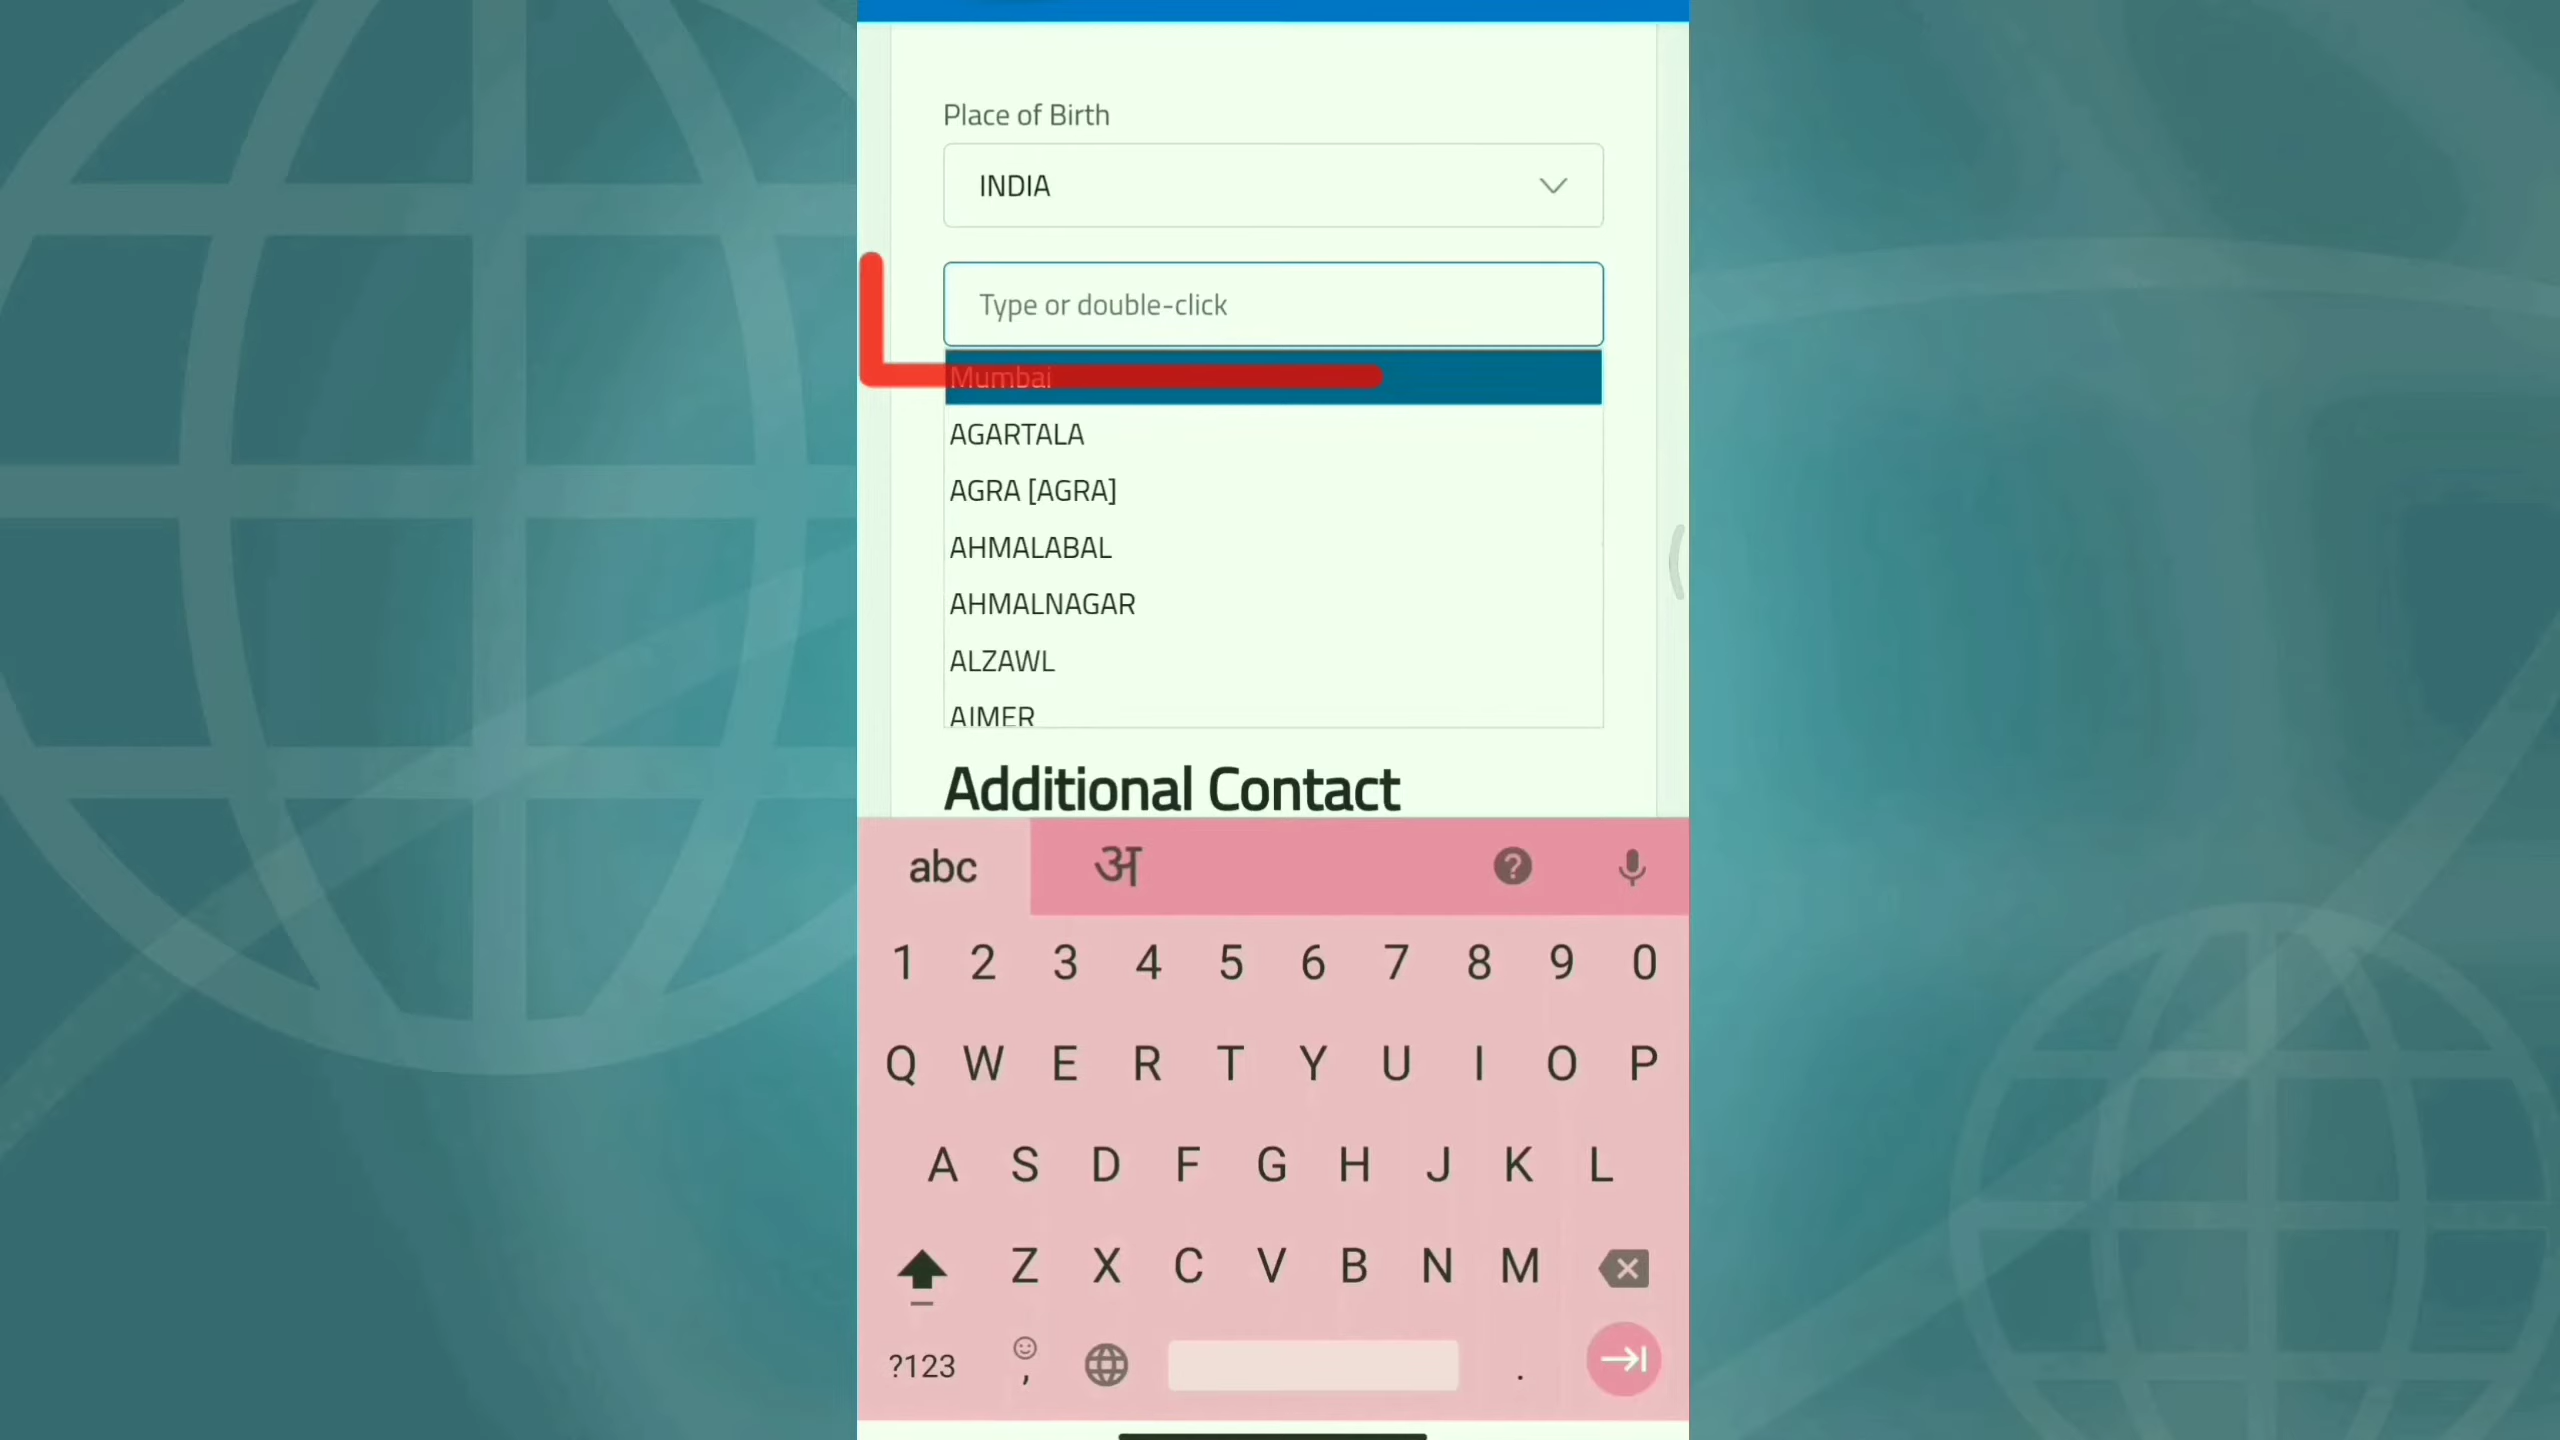 Place of Birth
INDIA
Type or double-click
Mumbai
AGARTALA
AGRA [AGRA]
AHMALABAL
AHMALNAGAR
ALZAWL
AIMER
Additional Contact
abc अ ?
1 2 3 4 5 6 7 8 9 0
Q W E R T Y U I O P
A S D F G H J K L
Z X C V B N M
?123 , .